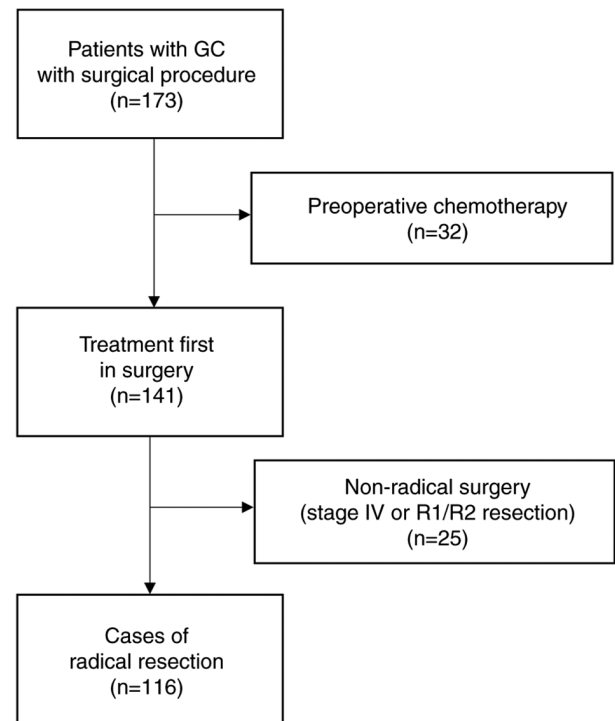 Patients with GC
with surgical procedure
(n=173)
Preoperative chemotherapy
(n=32)
Treatment first
in surgery
(n=141)
Non-radical surgery
(stage IV or R1/R2 resection)
(n=25)
Cases of
radical resection
(n=116)